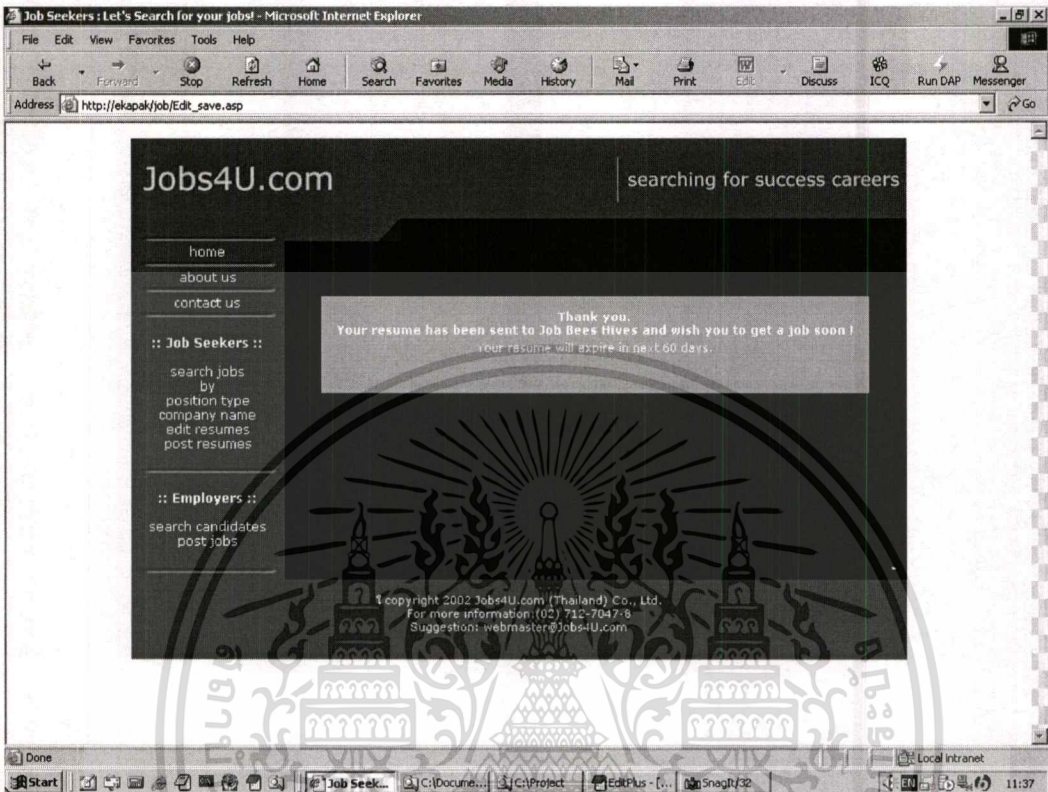 Job Seekers : Let's Search for your jobs! - Microsoft Internet Explorer
File Edit View Favorites Tools Help
Back Forward Stop Refresh Home Search Favorites Media History Mail Print Edit Discuss ICQ Run DAP Messenger
Address http://ekapak/job/Edit_save.asp Go
Jobs4U.com
searching for success careers
home
about us
contact us
:: Job Seekers ::
search jobs
by
position type
company name
edit resumes
post resumes
:: Employers ::
search candidates
post jobs
Thank you.
Your resume has been sent to Job Bees Hives and wish you to get a job soon !
Your resume will expire in next 60 days.
copyright 2002 Jobs4U.com (Thailand) Co., Ltd.
For more information:(02) 712-7047-8
Suggestion: webmaster@Jobs4U.com
Done Local intranet
Start Job Seek... C:\Docume... C:\Project EditPlus - [... SnagIt/32 EN 11:37